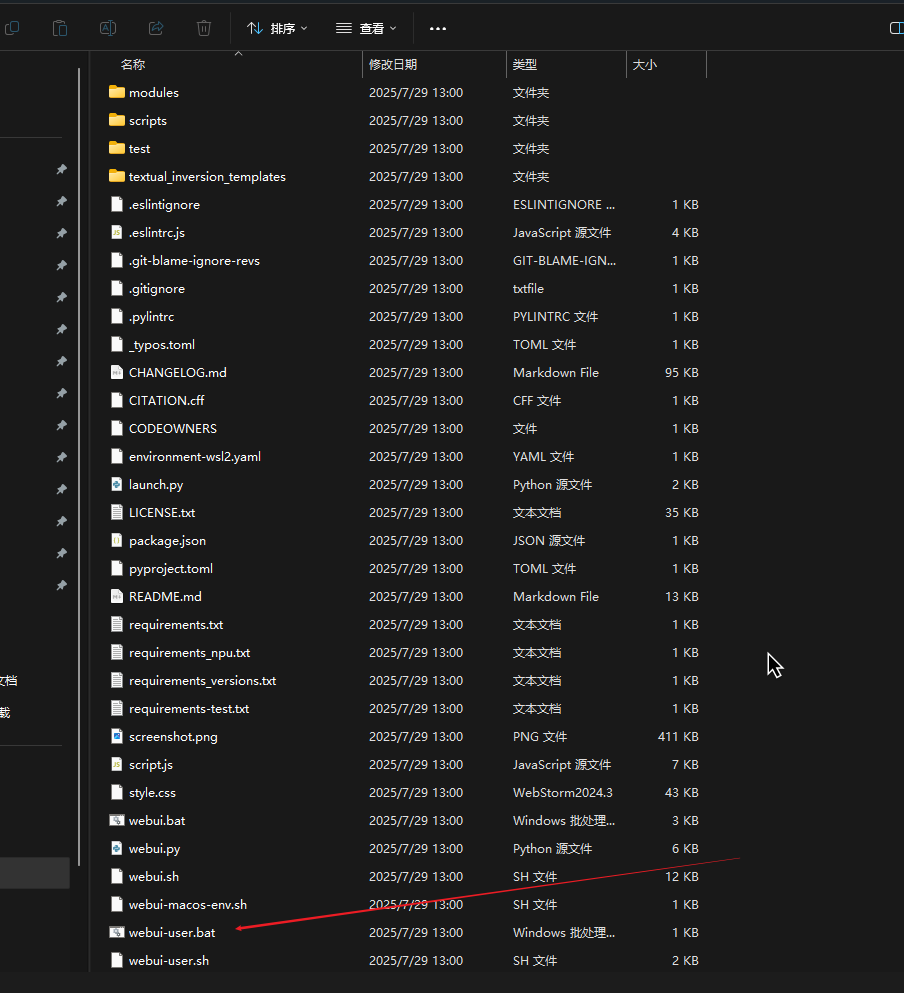 排序 查看
名称 修改日期 类型 大小
modules 2025/7/29 13:00 文件夹
scripts 2025/7/29 13:00 文件夹
test 2025/7/29 13:00 文件夹
textual_inversion_templates 2025/7/29 13:00 文件夹
.eslintignore 2025/7/29 13:00 ESLINTIGNORE ... 1 KB
.eslintrc.js 2025/7/29 13:00 JavaScript 源文件 4 KB
.git-blame-ignore-revs 2025/7/29 13:00 GIT-BLAME-IGN... 1 KB
.gitignore 2025/7/29 13:00 txtfile 1 KB
.pylintrc 2025/7/29 13:00 PYLINTRC 文件 1 KB
_typos.toml 2025/7/29 13:00 TOML 文件 1 KB
CHANGELOG.md 2025/7/29 13:00 Markdown File 95 KB
CITATION.cff 2025/7/29 13:00 CFF 文件 1 KB
CODEOWNERS 2025/7/29 13:00 文件 1 KB
environment-wsl2.yaml 2025/7/29 13:00 YAML 文件 1 KB
launch.py 2025/7/29 13:00 Python 源文件 2 KB
LICENSE.txt 2025/7/29 13:00 文本文档 35 KB
package.json 2025/7/29 13:00 JSON 源文件 1 KB
pyproject.toml 2025/7/29 13:00 TOML 文件 1 KB
README.md 2025/7/29 13:00 Markdown File 13 KB
requirements.txt 2025/7/29 13:00 文本文档 1 KB
requirements_npu.txt 2025/7/29 13:00 文本文档 1 KB
文档 requirements_versions.txt 2025/7/29 13:00 文本文档 1 KB
载 requirements-test.txt 2025/7/29 13:00 文本文档 1 KB
screenshot.png 2025/7/29 13:00 PNG 文件 411 KB
script.js 2025/7/29 13:00 JavaScript 源文件 7 KB
style.css 2025/7/29 13:00 WebStorm2024.3 43 KB
webui.bat 2025/7/29 13:00 Windows 批处理... 3 KB
webui.py 2025/7/29 13:00 Python 源文件 6 KB
webui.sh 2025/7/29 13:00 SH 文件 12 KB
webui-macos-env.sh 2025/7/29 13:00 SH 文件 1 KB
webui-user.bat 2025/7/29 13:00 Windows 批处理... 1 KB
webui-user.sh 2025/7/29 13:00 SH 文件 2 KB